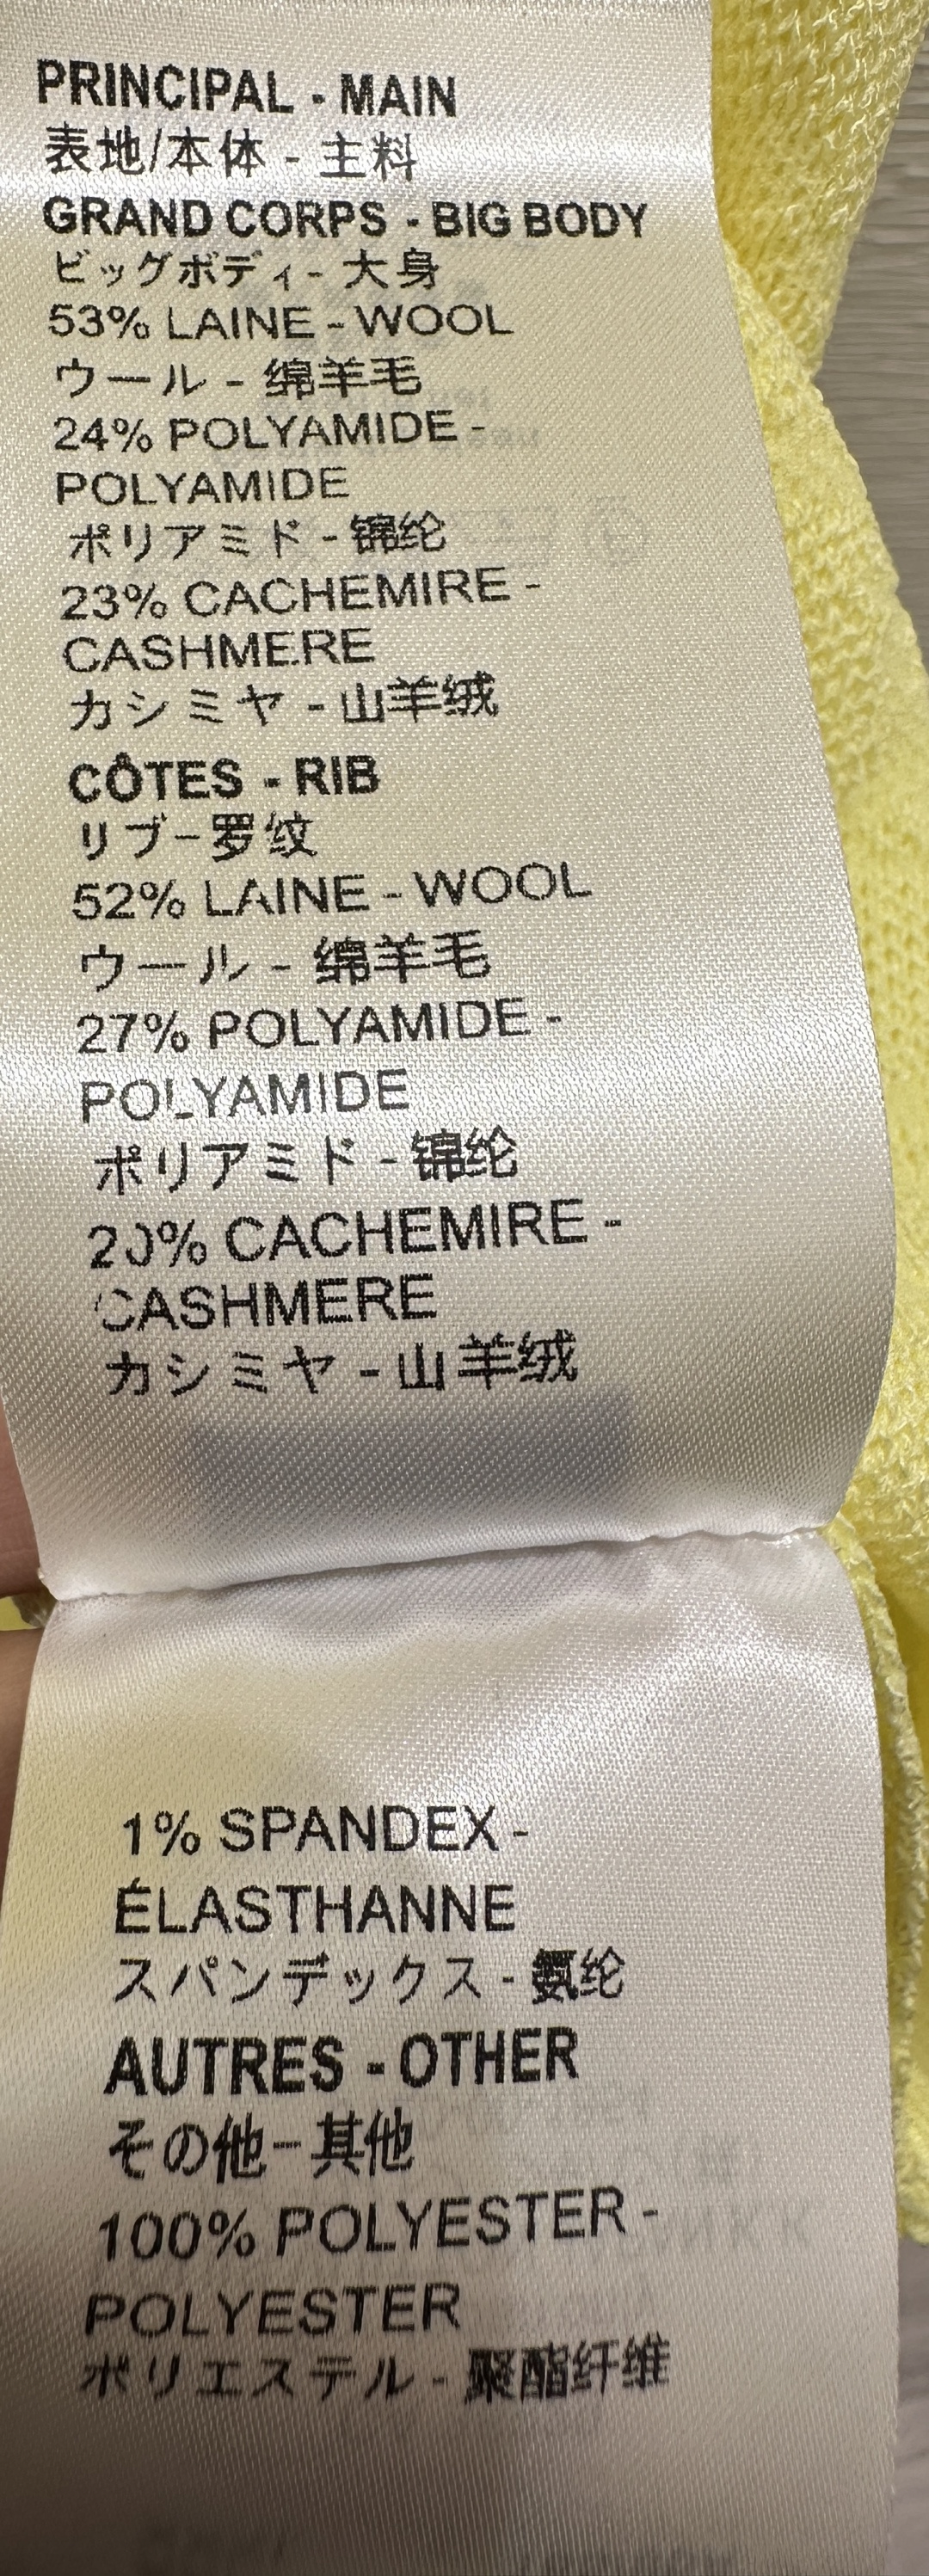 PRINCIPAL - MAIN
表地/本体 - 主料
GRAND CORPS - BIG BODY
ビッグボディ- 大身
53% LAINE - WOOL
ウール - 绵羊毛
24% POLYAMIDE -
POLYAMIDE
ポリアミド - 锦纶
23% CACHEMIRE -
CASHMERE
カシミヤ - 山羊绒
CÔTES - RIB
リブ-罗纹
52% LAINE - WOOL
ウール - 绵羊毛
27% POLYAMIDE -
POLYAMIDE
ポリアミド - 锦纶
20% CACHEMIRE -
CASHMERE
カシミヤ - 山羊绒
1% SPANDEX -
ÉLASTHANNE
スパンデックス - 氨纶
AUTRES - OTHER
その他-其他
100% POLYESTER -
POLYESTER
ポリエステル - 聚酯纤维